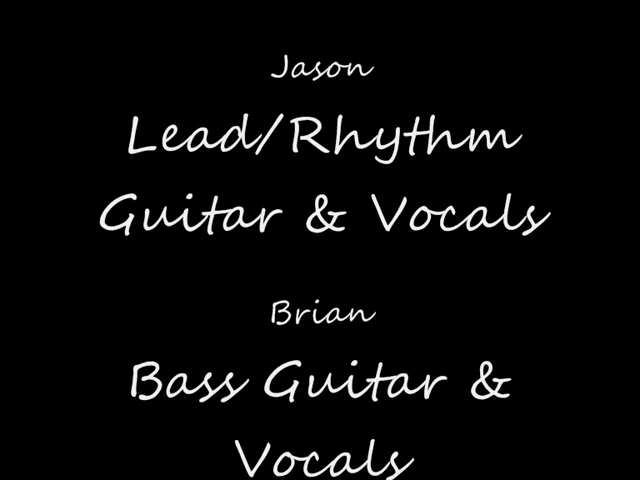 Jason
Lead/Rhythm
Guitar & Vocals
Brian
Bass Guitar &
Vocals